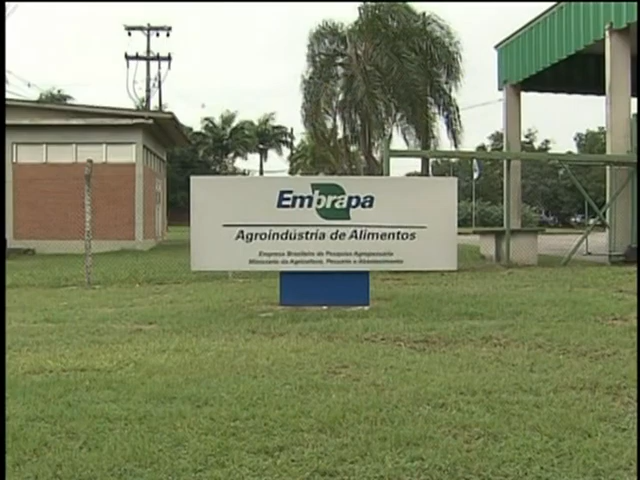 Embrapa
Agroindústria de Alimentos
Empresa Brasileira de Pesquisa Agropecuária
Ministério da Agricultura, Pecuária e Abastecimento